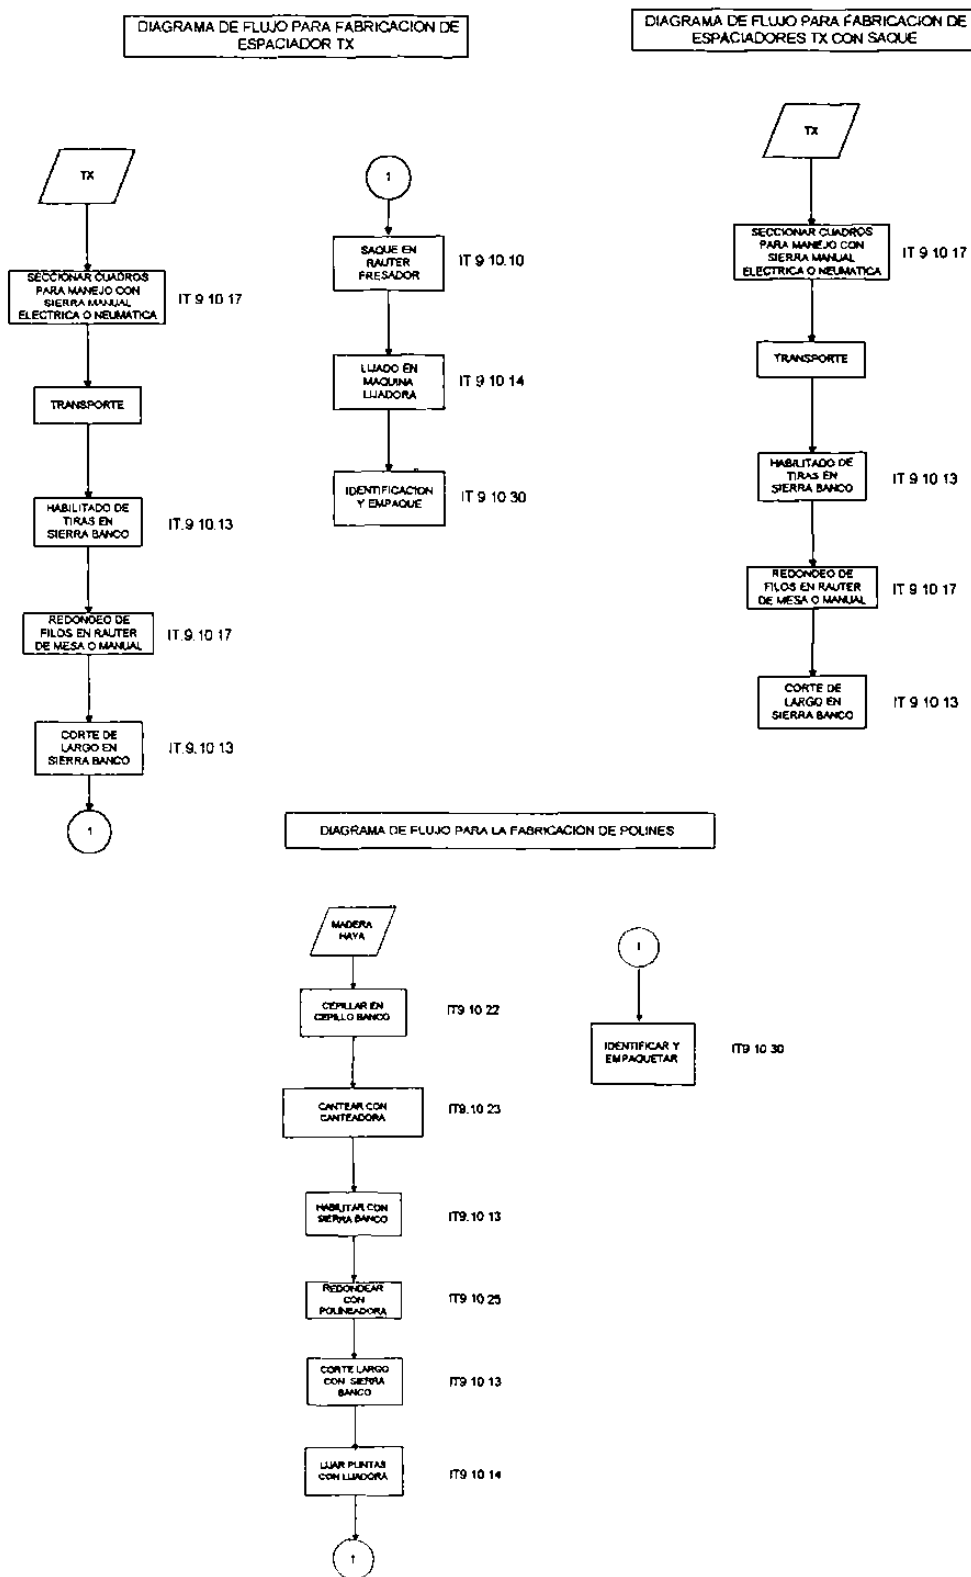 DIAGRAMA DE FLUJO PARA FABRICACION DE
ESPACIADOR TX
TX
SECCIONAR CUADROS
PARA MANEJO CON
SIERRA MANUAL
ELECTRICA O NEUMATICA
IT 9 10 17
TRANSPORTE
HABILITADO DE
TIRAS EN
SIERRA BANCO
IT.9 10 13
REDONDEO DE
FILOS EN RAUTER
DE MESA O MANUAL
IT.9.10 17
CORTE DE
LARGO EN
SIERRA BANCO
IT.9.10 13
1
1
SAQUE EN
RAUTER
FRESADOR
IT 9 10.10
LIJADO EN
MAQUINA
LIJADORA
IT 9 10 14
IDENTIFICACION
Y EMPAQUE
IT 9 10 30
DIAGRAMA DE FLUJO PARA FABRICACION DE
ESPACIADORES TX CON SAQUE
TX
SECCIONAR CUADROS
PARA MANEJO CON
SIERRA MANUAL
ELECTRICA O NEUMATICA
IT 9 10 17
TRANSPORTE
HABILITADO DE
TIRAS EN
SIERRA BANCO
IT 9 10 13
REDONDEO DE
FILOS EN RAUTER
DE MESA O MANUAL
IT 9 10 17
CORTE DE
LARGO EN
SIERRA BANCO
IT 9 10 13
DIAGRAMA DE FLUJO PARA LA FABRICACION DE POLINES
MADERA
HAYA
CEPILLAR EN
CEPILLO BANCO
IT9 10 22
CANTEAR CON
CANTEADORA
IT9.10 23
HABILITAR CON
SIERRA BANCO
IT9.10 13
REDONDEAR
CON
POLINEADORA
IT9 10 25
CORTE LARGO
CON SIERRA
BANCO
IT9 10 13
LIJAR PUNTAS
CON LIJADORA
IT9 10 14
1
1
IDENTIFICAR Y
EMPAQUETAR
IT9 10 30